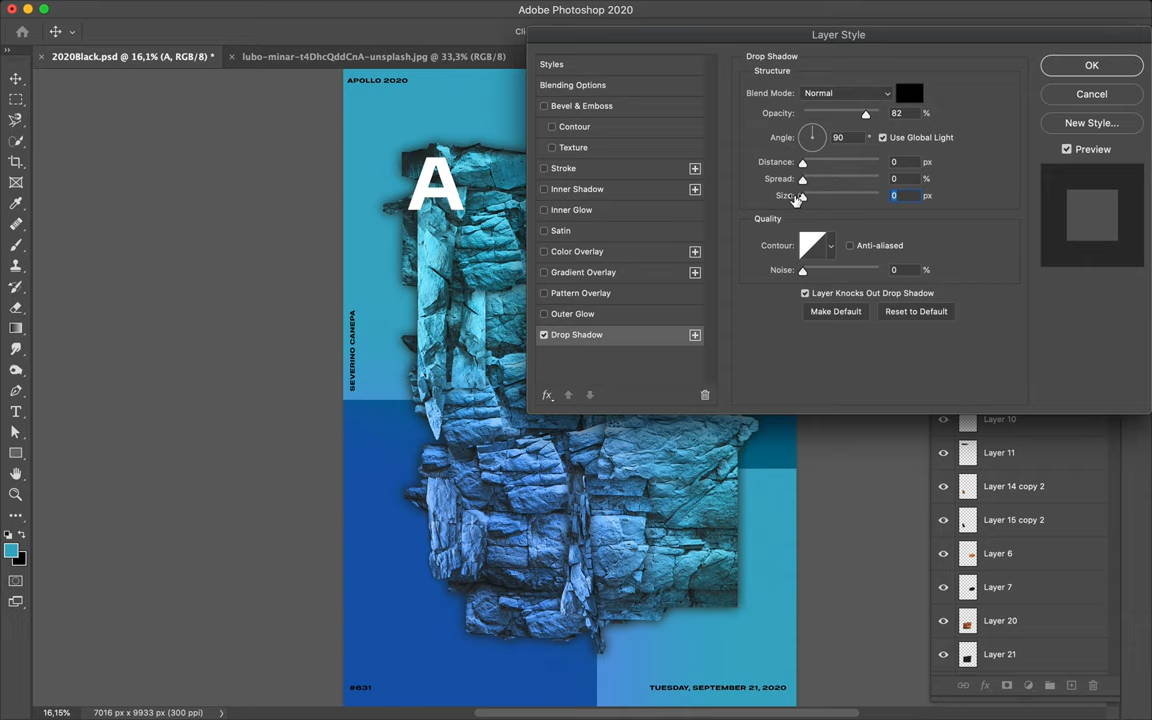 Adobe Photoshop 2020
Cli
2020Black.psd @ 16,1% (A, RGB/8) *
lubo-minar-t4DhcQddCnA-unsplash.jpg @ 33,3% (RGB/8)
Layer Style
Styles
Blending Options
Bevel & Emboss
Contour
Texture
Stroke
Inner Shadow
Inner Glow
Satin
Color Overlay
Gradient Overlay
Pattern Overlay
Outer Glow
Drop Shadow
fx
Drop Shadow
Structure
Blend Mode: Normal
Opacity: 82 %
Angle: 90 ° Use Global Light
Distance: 0 px
Spread: 0 %
Size: 0 px
Quality
Contour: Anti-aliased
Noise: 0 %
Layer Knocks Out Drop Shadow
Make Default Reset to Default
OK
Cancel
New Style...
Preview
APOLLO 2020
A
SEVERINO CANEPA
#631
TUESDAY, SEPTEMBER 21, 2020
Layer 10
Layer 11
Layer 14 copy 2
Layer 15 copy 2
Layer 6
Layer 7
Layer 20
Layer 21
fx
16,15% 7016 px x 9933 px (300 ppi)